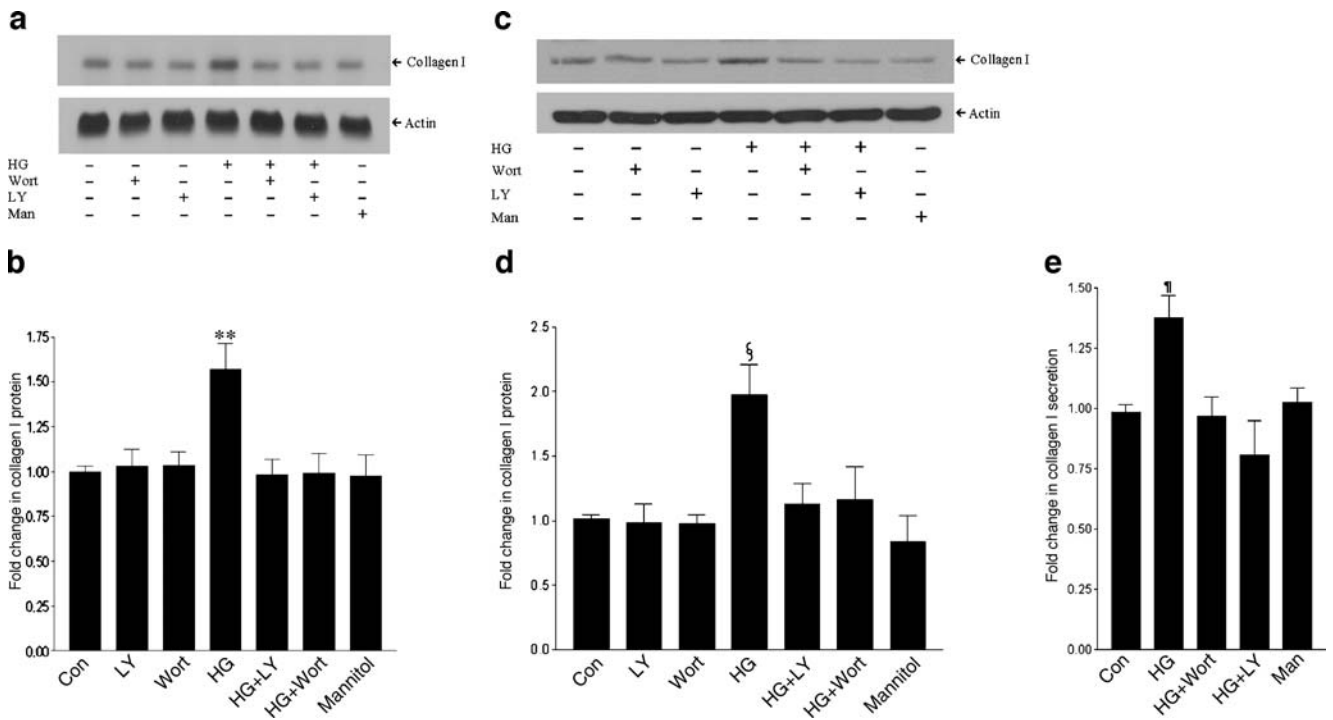 a
← Collagen I
← Actin
HG – – – + + + –
Wort – + – – + – –
LY – – + – – + –
Man – – – – – – +
c
← Collagen I
← Actin
HG – – – + + + –
Wort – + – – + – –
LY – – + – – + –
Man – – – – – – +
b
Fold change in collagen I protein
1.75
1.50
1.25
1.00
0.75
0.50
0.25
0.00
**
Con LY Wort HG HG+LY HG+Wort Mannitol
d
Fold change in collagen I protein
2.5
2.0
1.5
1.0
0.5
0.0
§
Con LY Wort HG HG+LY HG+Wort Mannitol
e
Fold change in collagen I secretion
1.50
1.25
1.00
0.75
0.50
0.25
0.00
¶
Con HG HG+Wort HG+LY Man